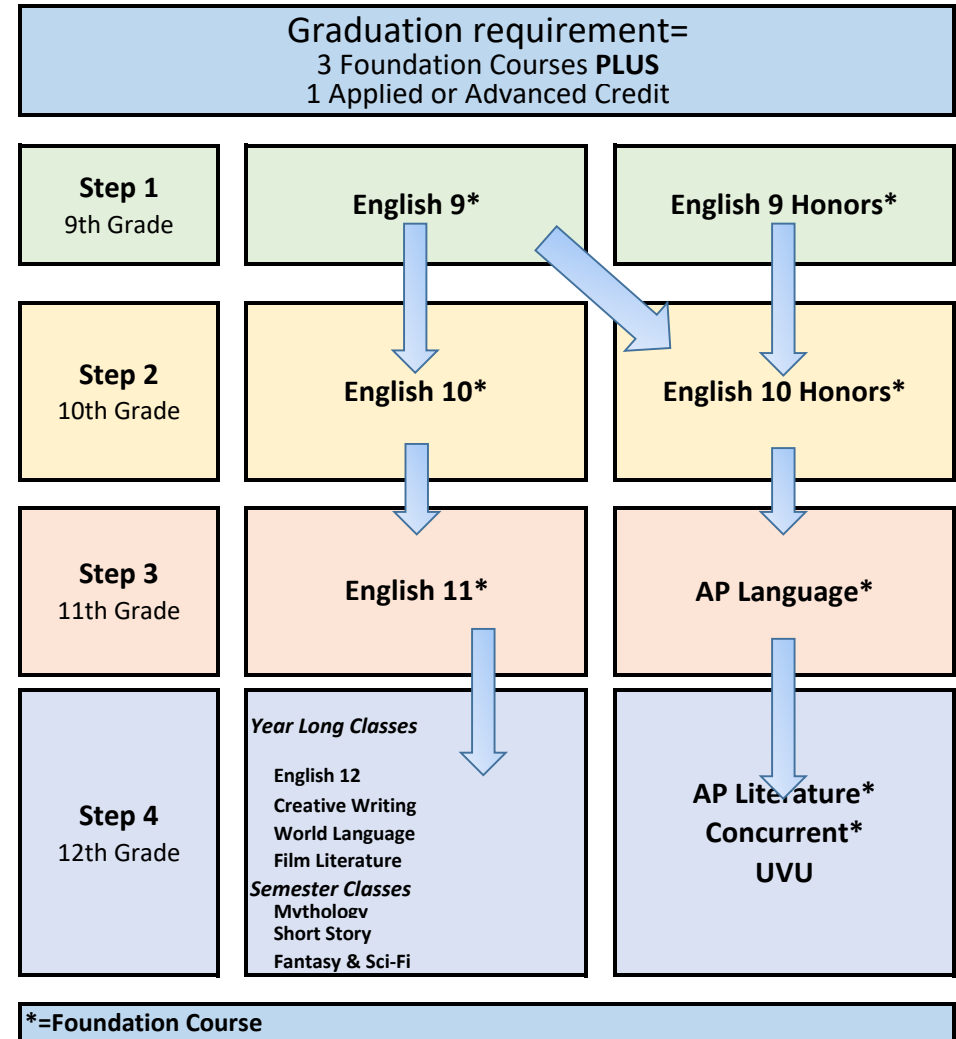 Graduation requirement=
3 Foundation Courses PLUS
1 Applied or Advanced Credit
Step 1
9th Grade
English 9*
English 9 Honors*
Step 2
10th Grade
English 10*
English 10 Honors*
Step 3
11th Grade
English 11*
AP Language*
Step 4
12th Grade
Year Long Classes
English 12
Creative Writing
World Language
Film Literature
Semester Classes
Mythology
Short Story
Fantasy & Sci-Fi
AP Literature*
Concurrent*
UVU
*=Foundation Course